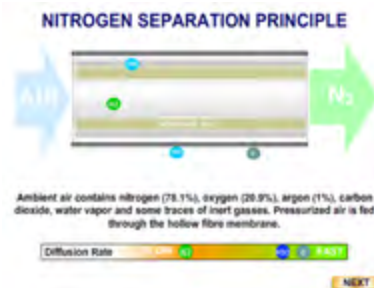 NITROGEN SEPARATION PRINCIPLE
AIR
N₂
Ambient air contains nitrogen (78.1%), oxygen (20.9%), argon (1%), carbon
dioxide, water vapor and some traces of inert gasses. Pressurized air is fed
through the hollow fibre membrane.
Diffusion Rate
FAST
NEXT